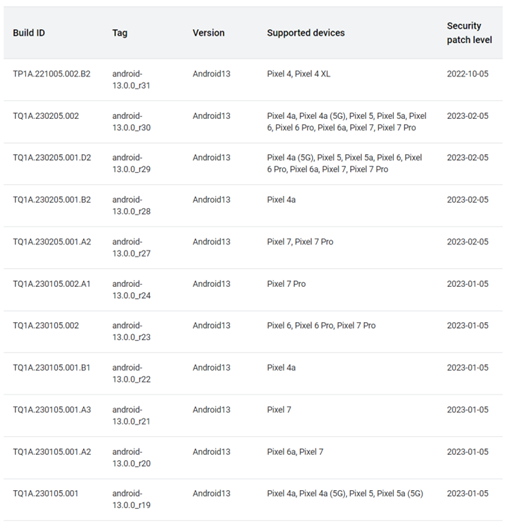 Build ID Tag Version Supported devices Security patch level
TP1A.221005.002.B2 android-13.0.0_r31 Android13 Pixel 4, Pixel 4 XL 2022-10-05
TQ1A.230205.002 android-13.0.0_r30 Android13 Pixel 4a, Pixel 4a (5G), Pixel 5, Pixel 5a, Pixel 6, Pixel 6 Pro, Pixel 6a, Pixel 7, Pixel 7 Pro 2023-02-05
TQ1A.230205.001.D2 android-13.0.0_r29 Android13 Pixel 4a (5G), Pixel 5, Pixel 5a, Pixel 6, Pixel 6 Pro, Pixel 6a, Pixel 7, Pixel 7 Pro 2023-02-05
TQ1A.230205.001.B2 android-13.0.0_r28 Android13 Pixel 4a 2023-02-05
TQ1A.230205.001.A2 android-13.0.0_r27 Android13 Pixel 7, Pixel 7 Pro 2023-02-05
TQ1A.230105.002.A1 android-13.0.0_r24 Android13 Pixel 7 Pro 2023-01-05
TQ1A.230105.002 android-13.0.0_r23 Android13 Pixel 6, Pixel 6 Pro, Pixel 7 Pro 2023-01-05
TQ1A.230105.001.B1 android-13.0.0_r22 Android13 Pixel 4a 2023-01-05
TQ1A.230105.001.A3 android-13.0.0_r21 Android13 Pixel 7 2023-01-05
TQ1A.230105.001.A2 android-13.0.0_r20 Android13 Pixel 6a, Pixel 7 2023-01-05
TQ1A.230105.001 android-13.0.0_r19 Android13 Pixel 4a, Pixel 4a (5G), Pixel 5, Pixel 5a (5G) 2023-01-05